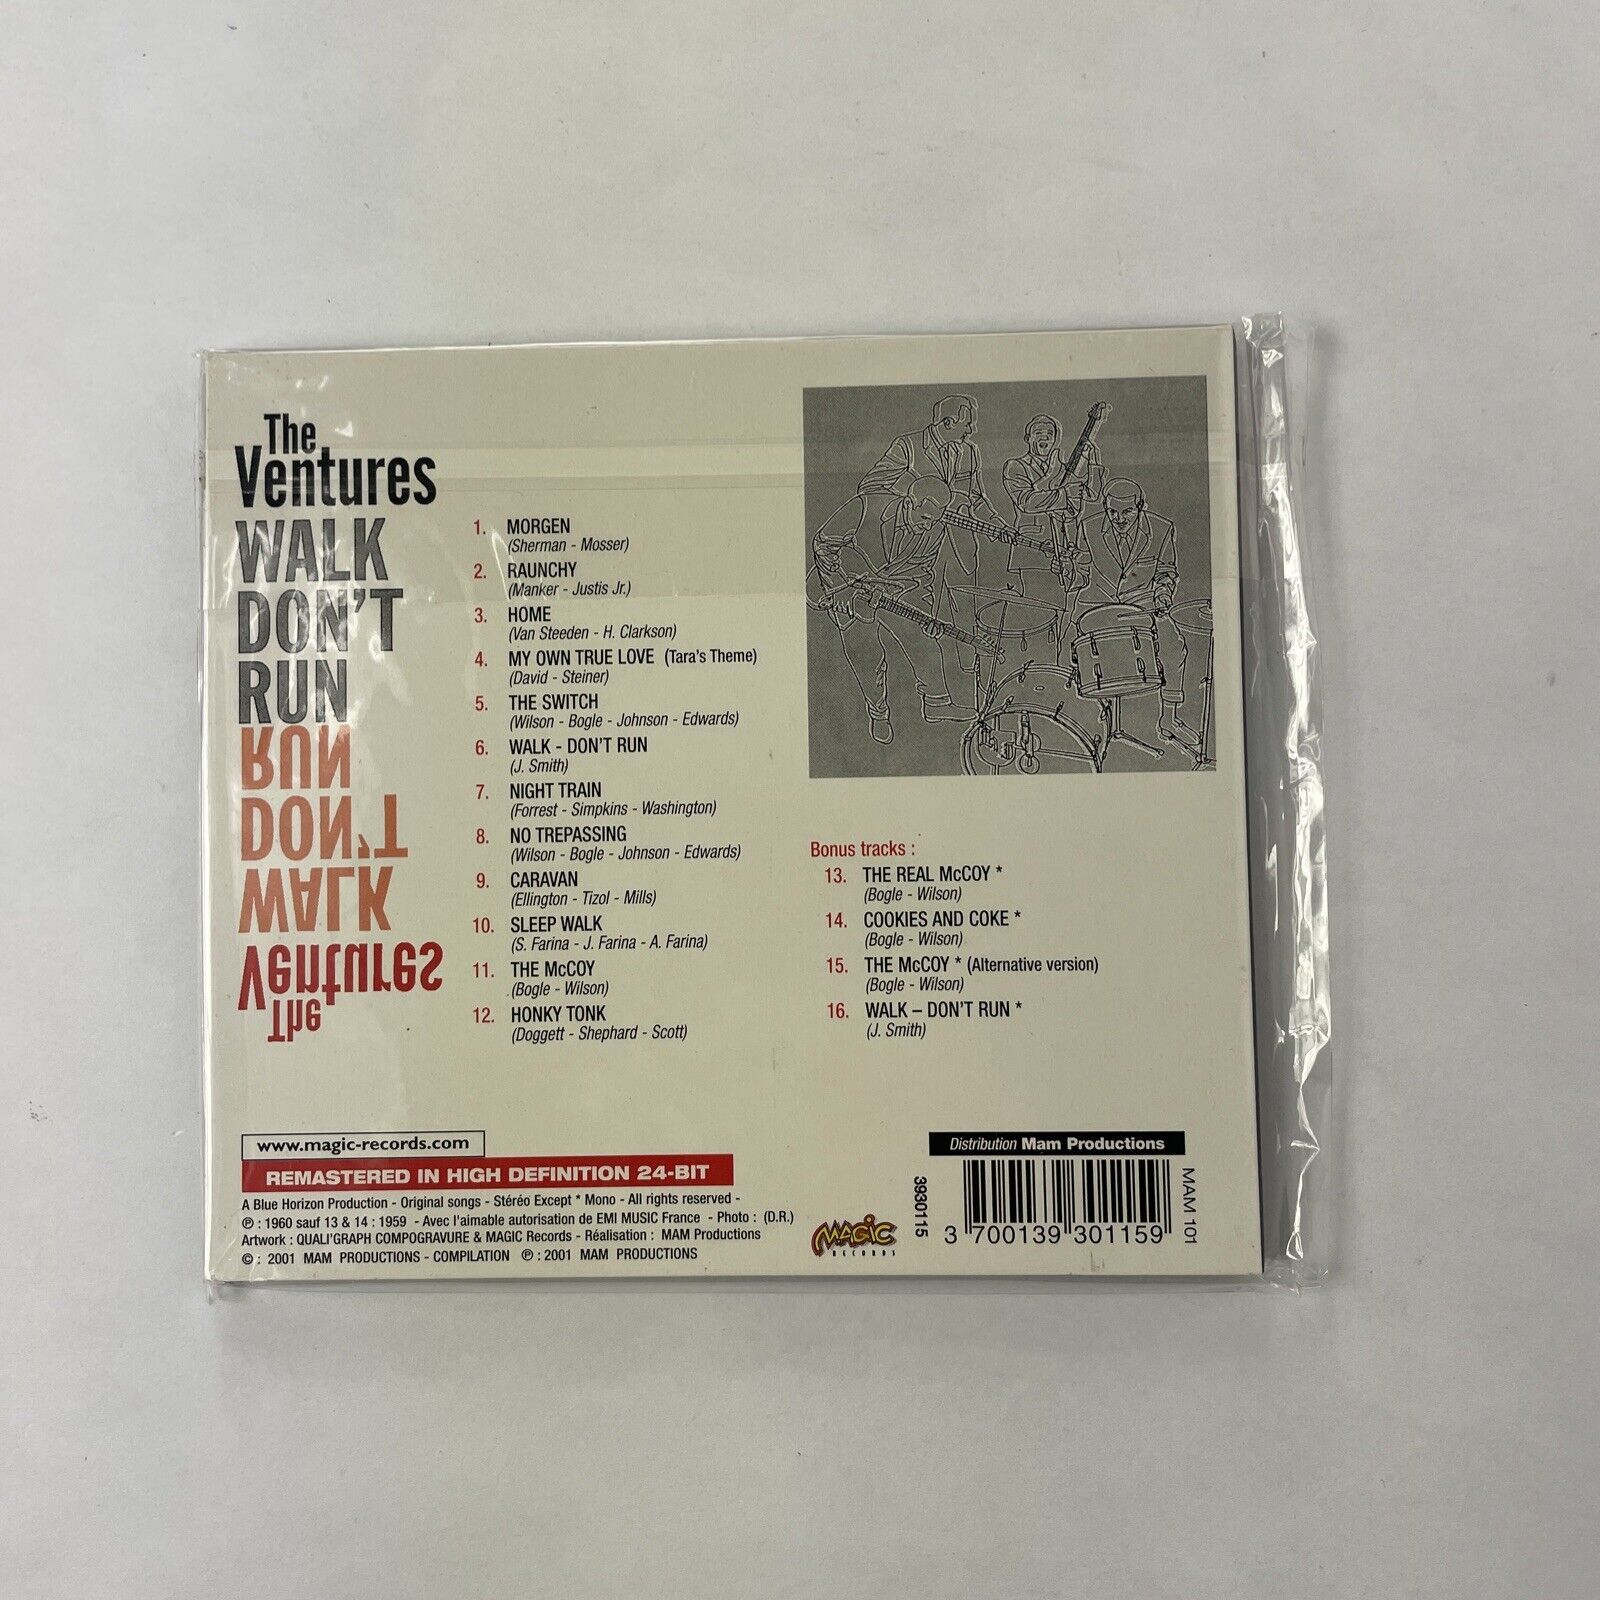 The
Ventures
WALK
DON'T
RUN
RUN
DON'T
WALK
Ventures
The
1. MORGEN
(Sherman - Mosser)
2. RAUNCHY
(Manker - Justis Jr.)
3. HOME
(Van Steeden - H. Clarkson)
4. MY OWN TRUE LOVE (Tara's Theme)
(David - Steiner)
5. THE SWITCH
(Wilson - Bogle - Johnson - Edwards)
6. WALK - DON'T RUN
(J. Smith)
7. NIGHT TRAIN
(Forrest - Simpkins - Washington)
8. NO TREPASSING
(Wilson - Bogle - Johnson - Edwards)
9. CARAVAN
(Ellington - Tizol - Mills)
10. SLEEP WALK
(S. Farina - J. Farina - A. Farina)
11. THE McCOY
(Bogle - Wilson)
12. HONKY TONK
(Doggett - Shephard - Scott)
Bonus tracks :
13. THE REAL McCOY *
(Bogle - Wilson)
14. COOKIES AND COKE *
(Bogle - Wilson)
15. THE McCOY * (Alternative version)
(Bogle - Wilson)
16. WALK – DON'T RUN *
(J. Smith)
www.magic-records.com
REMASTERED IN HIGH DEFINITION 24-BIT
A Blue Horizon Production - Original songs - Stéréo Except * Mono - All rights reserved -
℗ : 1960 sauf 13 & 14 : 1959 - Avec l'aimable autorisation de EMI MUSIC France - Photo : (D.R.)
Artwork : QUALI'GRAPH COMPOGRAVURE & MAGIC Records - Réalisation : MAM Productions
© : 2001 MAM PRODUCTIONS - COMPILATION ℗ : 2001 MAM PRODUCTIONS
MAGIC
RECORDS
Distribution Mam Productions
3930115
3 700139 301159
MAM 101